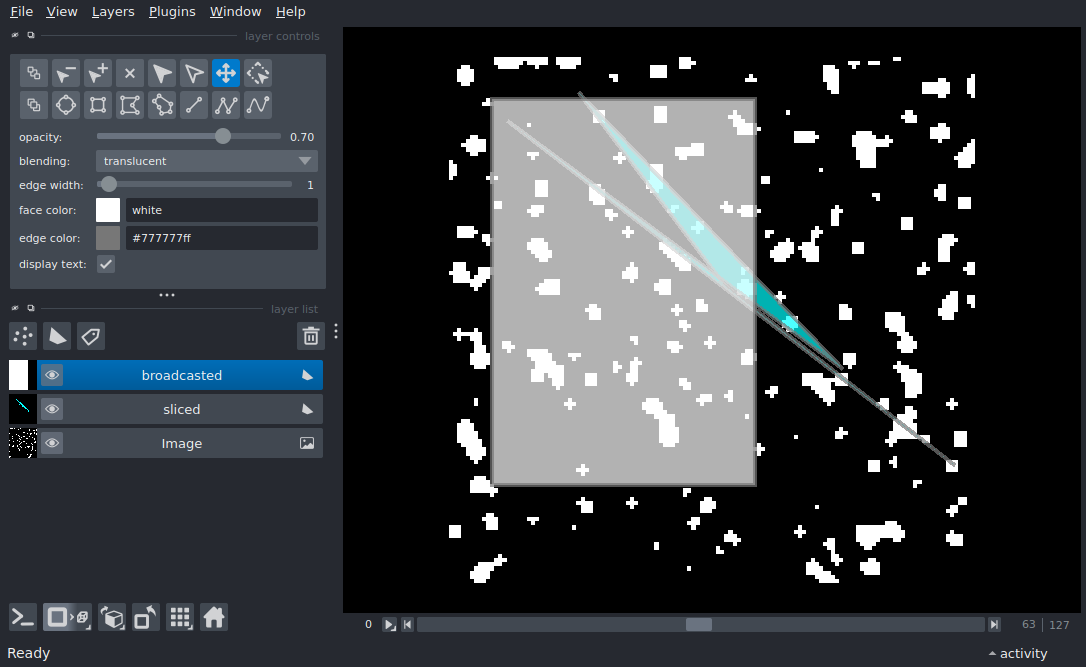 File View Layers Plugins Window Help
layer controls
opacity: 0.70
blending: translucent
edge width: 1
face color: white
edge color: #777777ff
display text:
layer list
broadcasted
sliced
Image
0 63 127
Ready activity